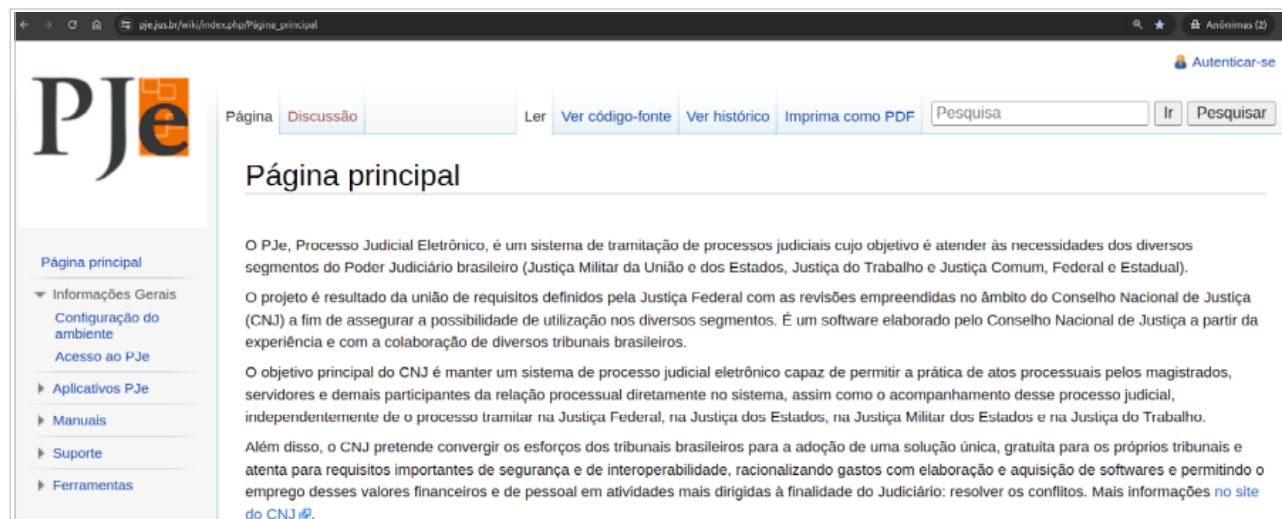 pje.jus.br/wiki/index.php/Página_principal
Anônimas (2)
Autenticar-se
PJe
Página Discussão Ler Ver código-fonte Ver histórico Imprima como PDF Pesquisa Ir Pesquisar
Página principal
O PJe, Processo Judicial Eletrônico, é um sistema de tramitação de processos judiciais cujo objetivo é atender às necessidades dos diversos
segmentos do Poder Judiciário brasileiro (Justiça Militar da União e dos Estados, Justiça do Trabalho e Justiça Comum, Federal e Estadual).
O projeto é resultado da união de requisitos definidos pela Justiça Federal com as revisões empreendidas no âmbito do Conselho Nacional de Justiça
(CNJ) a fim de assegurar a possibilidade de utilização nos diversos segmentos. É um software elaborado pelo Conselho Nacional de Justiça a partir da
experiência e com a colaboração de diversos tribunais brasileiros.
O objetivo principal do CNJ é manter um sistema de processo judicial eletrônico capaz de permitir a prática de atos processuais pelos magistrados,
servidores e demais participantes da relação processual diretamente no sistema, assim como o acompanhamento desse processo judicial,
independentemente de o processo tramitar na Justiça Federal, na Justiça dos Estados, na Justiça Militar dos Estados e na Justiça do Trabalho.
Além disso, o CNJ pretende convergir os esforços dos tribunais brasileiros para a adoção de uma solução única, gratuita para os próprios tribunais e
atenta para requisitos importantes de segurança e de interoperabilidade, racionalizando gastos com elaboração e aquisição de softwares e permitindo o
emprego desses valores financeiros e de pessoal em atividades mais dirigidas à finalidade do Judiciário: resolver os conflitos. Mais informações no site
do CNJ.
Página principal
Informações Gerais
Configuração do
ambiente
Acesso ao PJe
Aplicativos PJe
Manuais
Suporte
Ferramentas